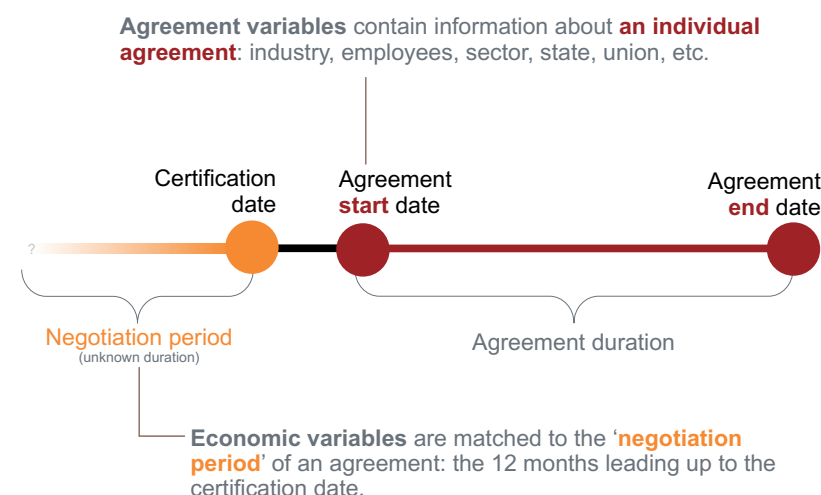 Agreement variables contain information about an individual
agreement: industry, employees, sector, state, union, etc.
Certification
date
Agreement
start date
Agreement
end date
?
Negotiation period
(unknown duration)
Agreement duration
Economic variables are matched to the ‘negotiation
period’ of an agreement: the 12 months leading up to the
certification date.